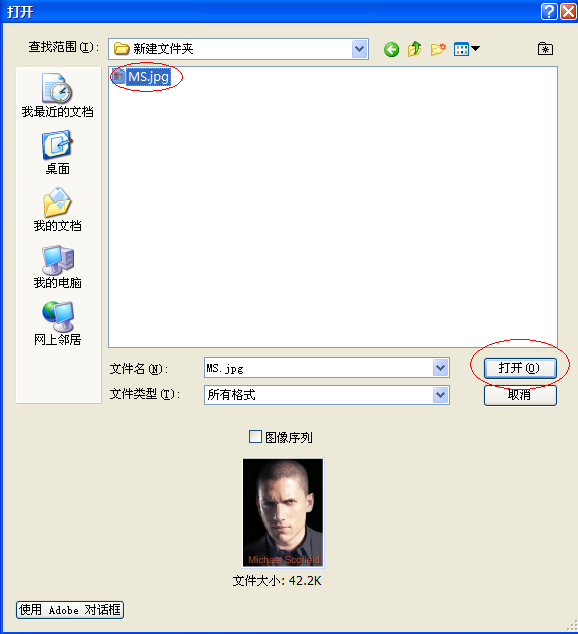 打开
查找范围(I):
新建文件夹
MS.jpg
我最近的文档
桌面
我的文档
我的电脑
网上邻居
文件名(N):
MS.jpg
打开(O)
文件类型(T):
所有格式
取消
图像序列
Michael Scofield
文件大小: 42.2K
使用 Adobe 对话框